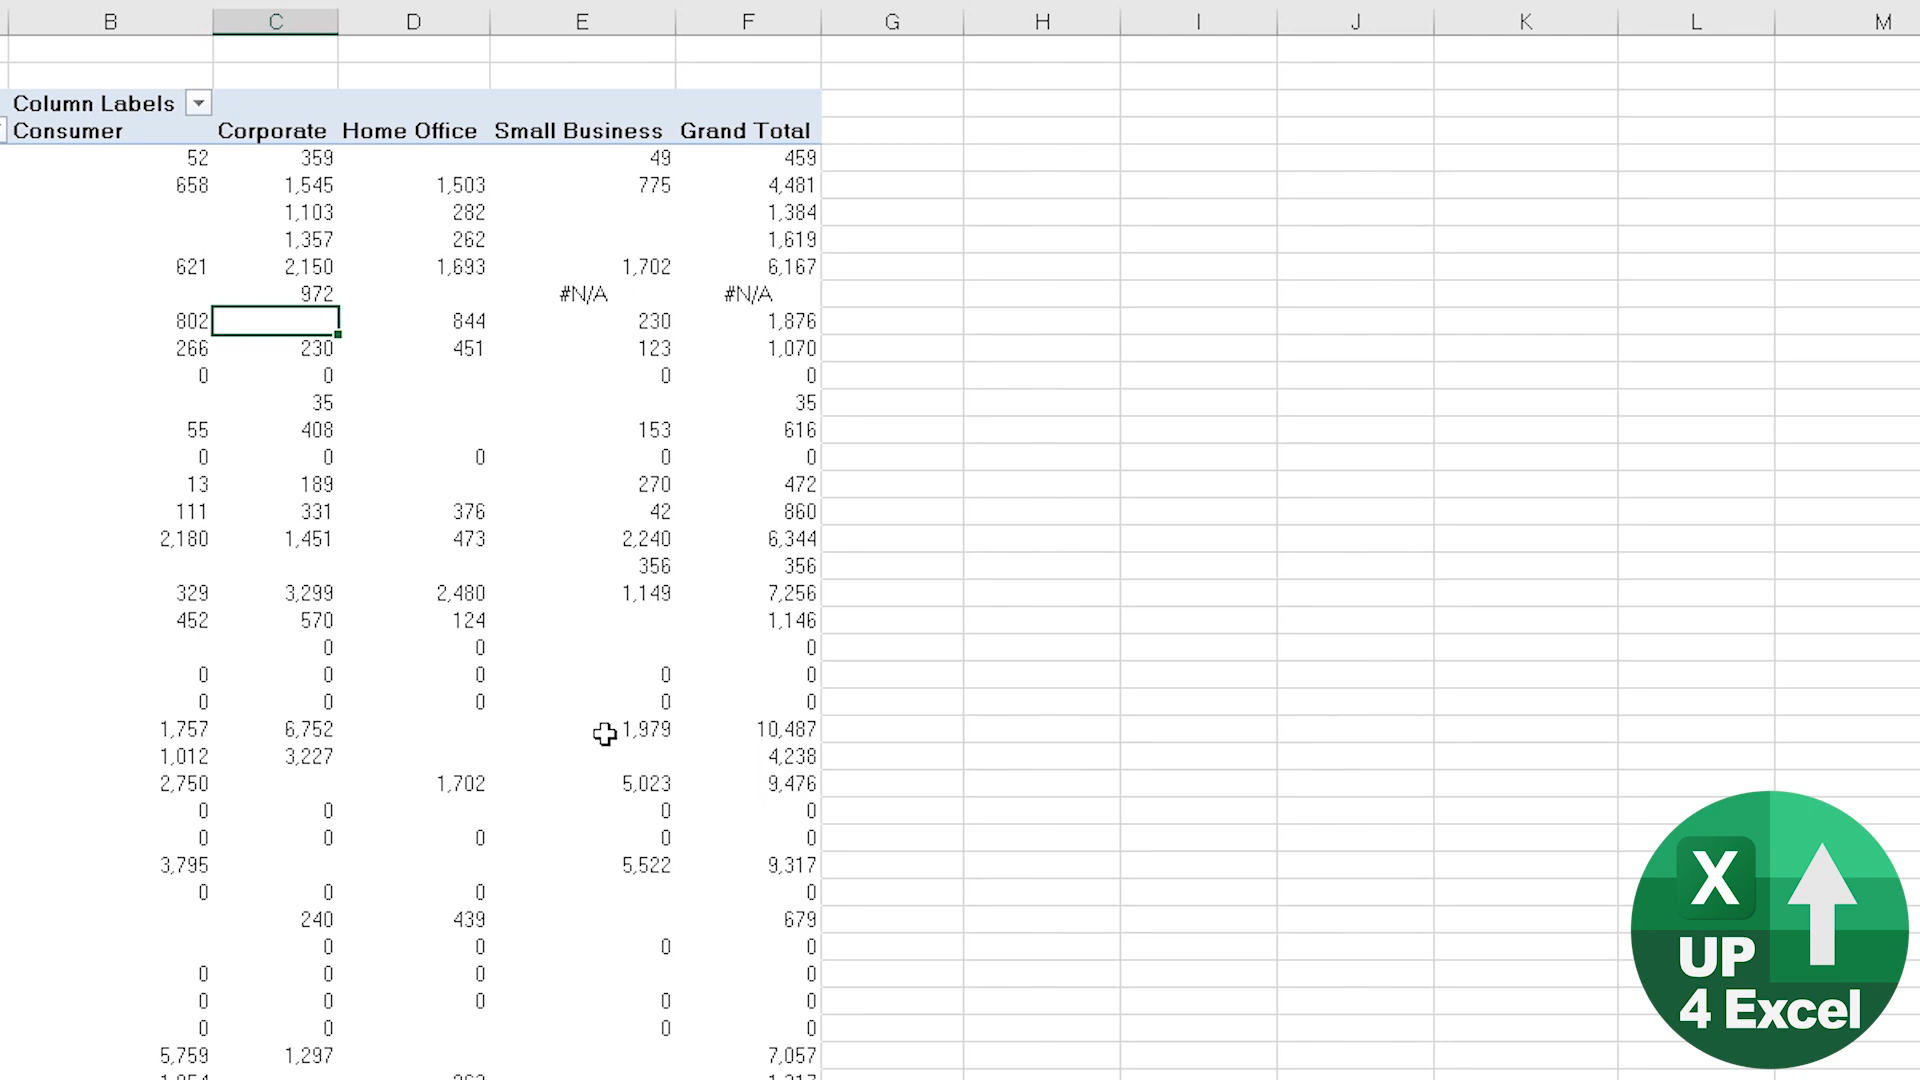 B C D E F G H I J K L M
Column Labels
Consumer Corporate Home Office Small Business Grand Total
52 359 49 459
658 1,545 1,503 775 4,481
1,103 282 1,384
1,357 262 1,619
621 2,150 1,693 1,702 6,167
972 #N/A #N/A
802 844 230 1,876
266 230 451 123 1,070
0 0 0 0
35 35
55 408 153 616
0 0 0 0 0
13 189 270 472
111 331 376 42 860
2,180 1,451 473 2,240 6,344
356 356
329 3,299 2,480 1,149 7,256
452 570 124 1,146
0 0 0
0 0 0 0 0
0 0 0 0 0
1,757 6,752 1,979 10,487
1,012 3,227 4,238
2,750 1,702 5,023 9,476
0 0 0 0
0 0 0 0 0
3,795 5,522 9,317
0 0 0 0
240 439 679
0 0 0 0
0 0 0 0
0 0 0 0 0
0 0 0 0
5,759 1,297 7,057
X
UP
4 Excel